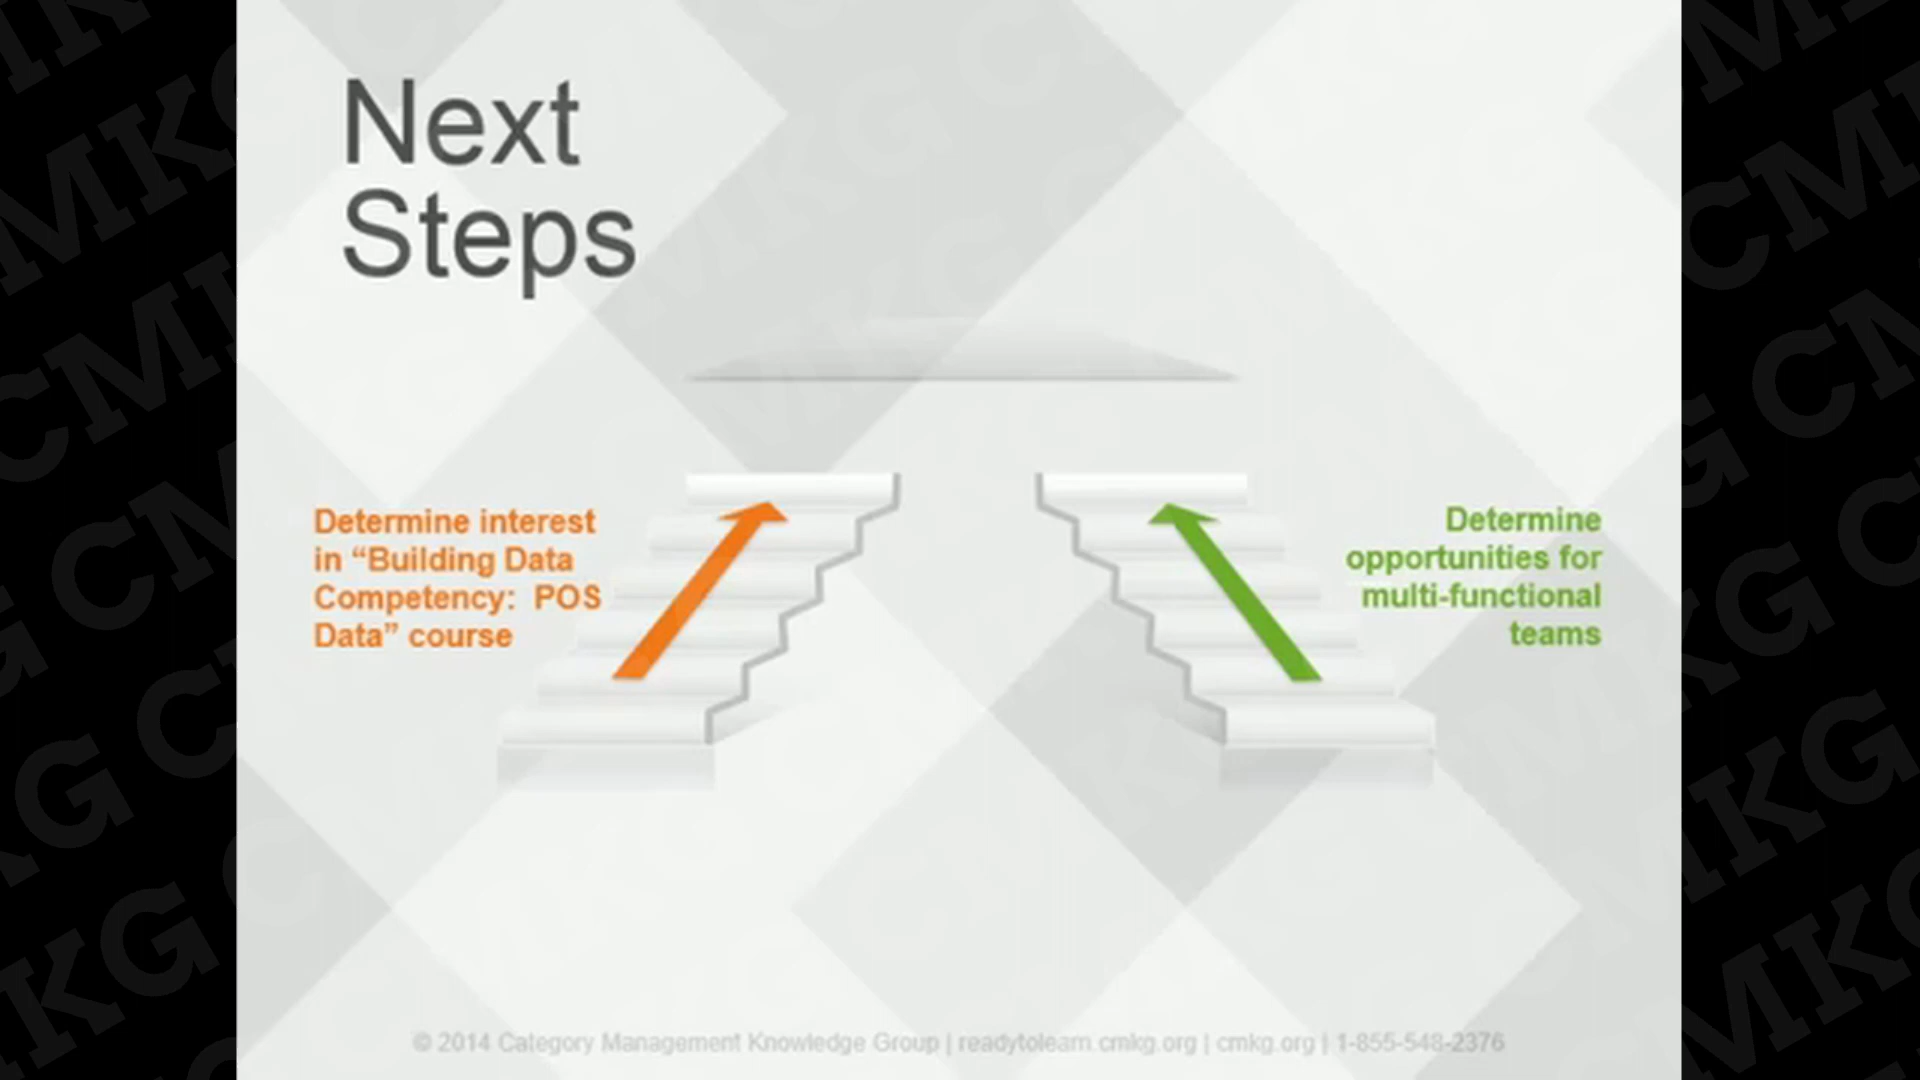 Next
Steps
Determine interest
in “Building Data
Competency: POS
Data” course
Determine
opportunities for
multi-functional
teams
© 2014 Category Management Knowledge Group | readytolearn.cmkg.org | cmkg.org | 1-855-548-2376
CMKG